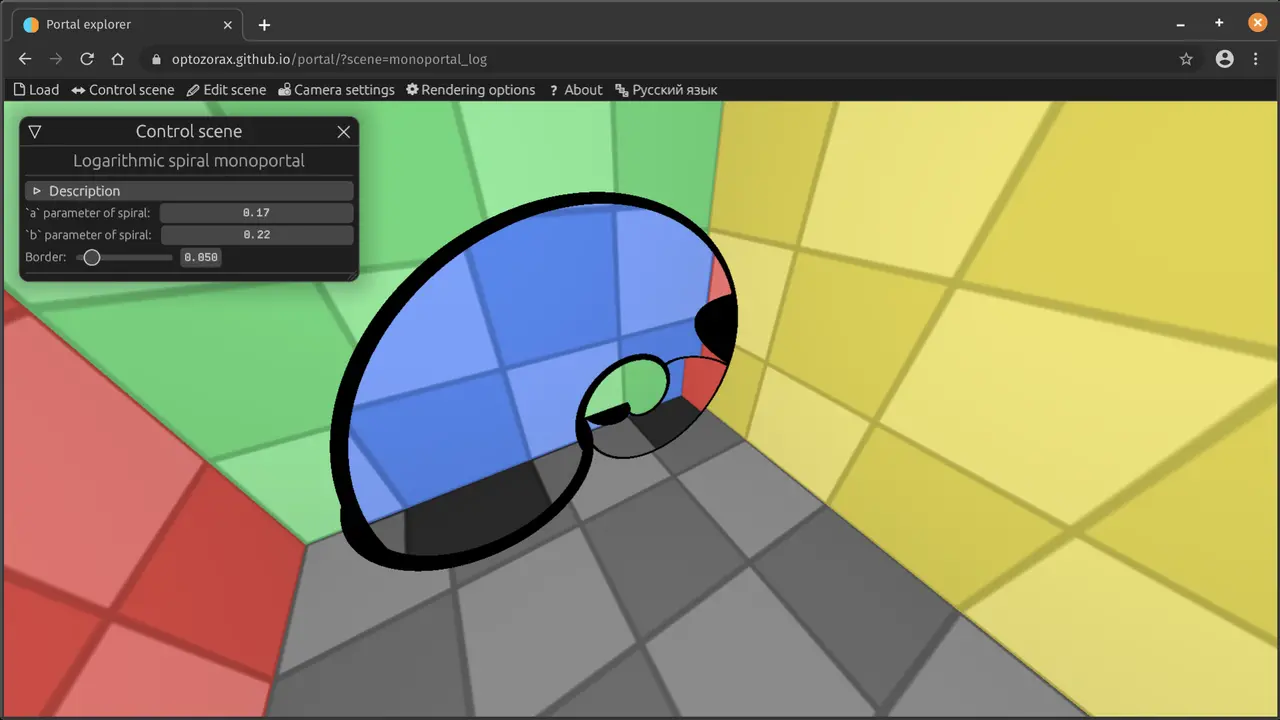 Portal explorer
optozorax.github.io/portal/?scene=monoportal_log
Load Control scene Edit scene Camera settings Rendering options ? About Русский язык
Control scene
Logarithmic spiral monoportal
Description
`a` parameter of spiral: 0.17
`b` parameter of spiral: 0.22
Border: 0.050